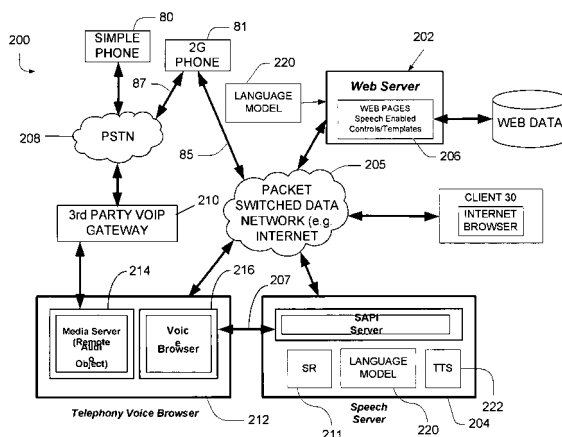 80
81
200
SIMPLE
PHONE
2G
PHONE
202
220
87
Web Server
LANGUAGE
MODEL
WEB PAGES
Speech Enabled
Controls/Templates
WEB DATA
208
PSTN
206
85
205
PACKET
SWITCHED DATA
NETWORK (e.g.
INTERNET
210
CLIENT 30
INTERNET
BROWSER
3rd PARTY VOIP
GATEWAY
214
216
207
Media Server
(Remote
Audi
o
Object)
Voic
e Browser
SAPI
Server
SR
LANGUAGE
MODEL
TTS
222
Telephony Voice Browser
212
Speech
Server
211
220
204